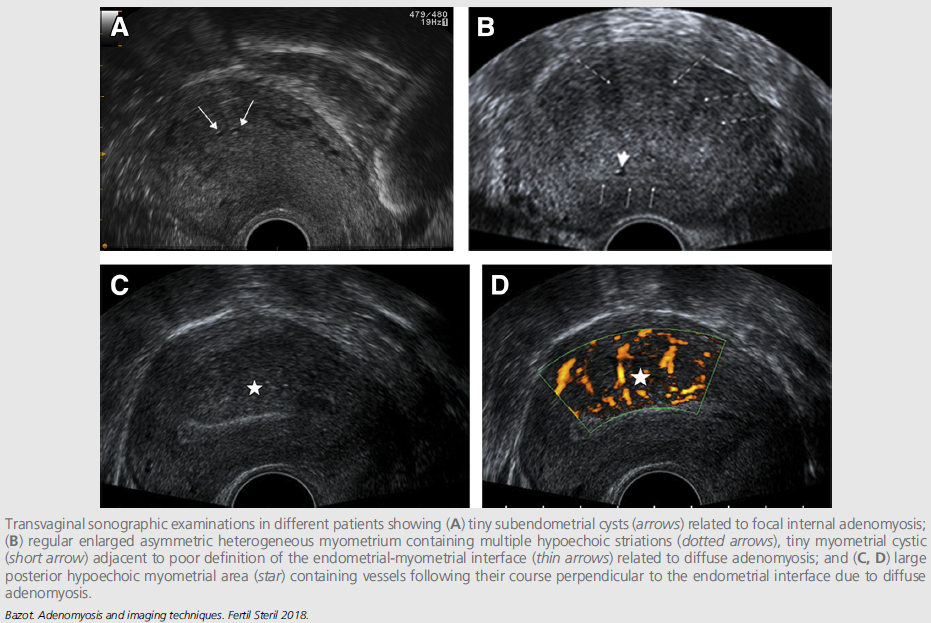 479/480
19Hz 1
A
B
C
D
Transvaginal sonographic examinations in different patients showing (A) tiny subendometrial cysts (arrows) related to focal internal adenomyosis;
(B) regular enlarged asymmetric heterogeneous myometrium containing multiple hypoechoic striations (dotted arrows), tiny myometrial cystic
(short arrow) adjacent to poor definition of the endometrial-myometrial interface (thin arrows) related to diffuse adenomyosis; and (C, D) large
posterior hypoechoic myometrial area (star) containing vessels following their course perpendicular to the endometrial interface due to diffuse
adenomyosis.
Bazot. Adenomyosis and imaging techniques. Fertil Steril 2018.